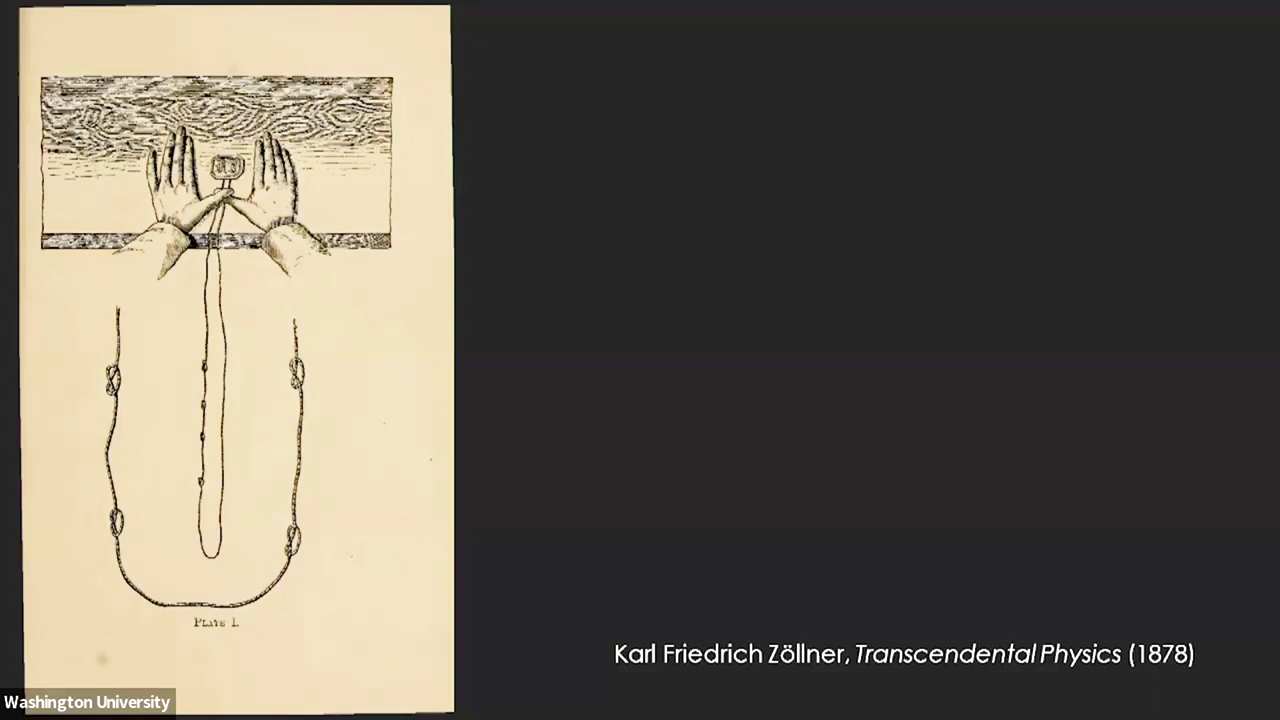 PLATE I.
Karl Friedrich Zöllner, Transcendental Physics (1878)
Washington University